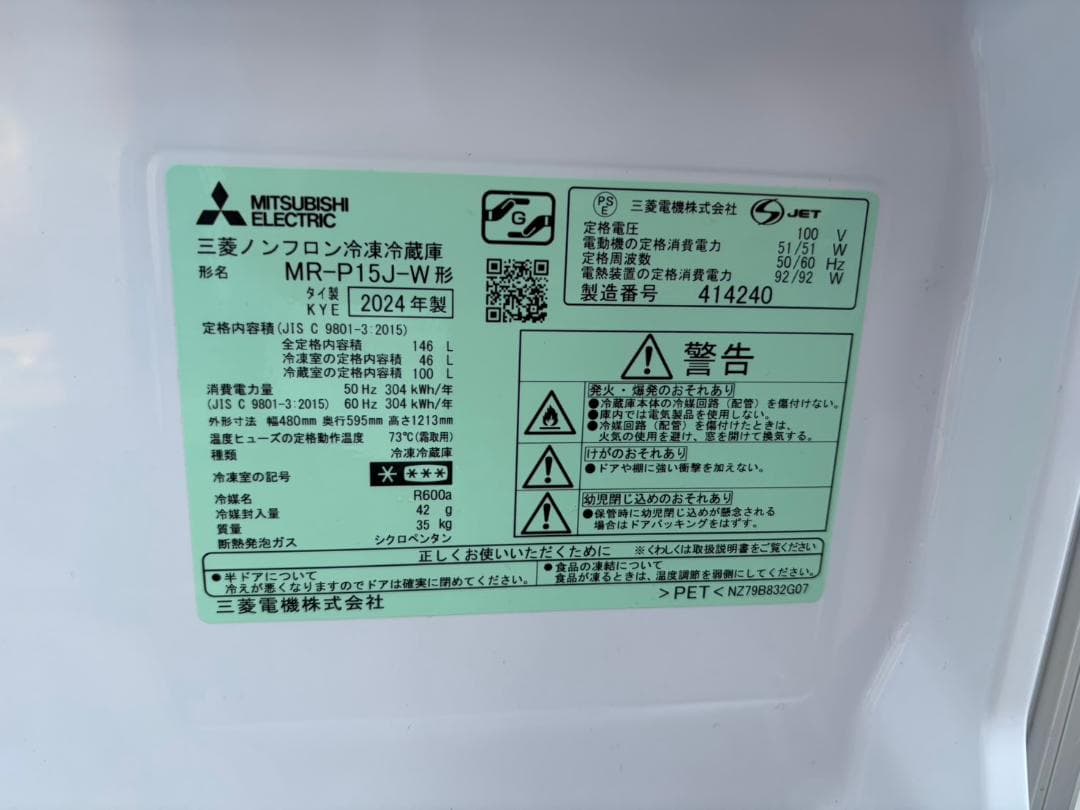 MITSUBISHI
ELECTRIC
三菱ノンフロン冷凍冷蔵庫
形名 MR-P15J-W形
タイ製
KYE 2024年製
定格内容積(JIS C 9801-3:2015)
全定格内容積 146 L
冷凍室の定格内容積 46 L
冷蔵室の定格内容積 100 L
消費電力量 50 Hz 304 kWh/年
(JIS C 9801-3:2015) 60 Hz 304 kWh/年
外形寸法 幅480mm 奥行595mm 高さ1213mm
温度ヒューズの定格動作温度 73℃(霜取用)
種類 冷凍冷蔵庫
冷凍室の記号
冷媒名 R600a
冷媒封入量 42 g
質量 35 kg
断熱発泡ガス シクロペンタン
G
PS
E 三菱電機株式会社 S JET
定格電圧 100 V
電動機の定格消費電力 51/51 W
定格周波数 50/60 Hz
電熱装置の定格消費電力 92/92 W
製造番号 414240
警告
発火・爆発のおそれあり
●冷蔵庫本体の冷媒回路(配管)を傷付けない。
●庫内では電気製品を使用しない。
●冷媒回路(配管)を傷付けたときは、
火気の使用を避け、窓を開けて換気する。
けがのおそれあり
●ドアや棚に強い衝撃を加えない。
幼児閉じ込めのおそれあり
●保管時に幼児閉じ込めが懸念される
場合はドアパッキングをはずす。
正しくお使いいただくために ※くわしくは取扱説明書をご覧ください
●半ドアについて
冷えが悪くなりますのでドアは確実に閉めてください。
●食品の凍結について
食品が凍るときは、温度調節を弱側にしてください。
三菱電機株式会社
>PET< NZ79B832G07